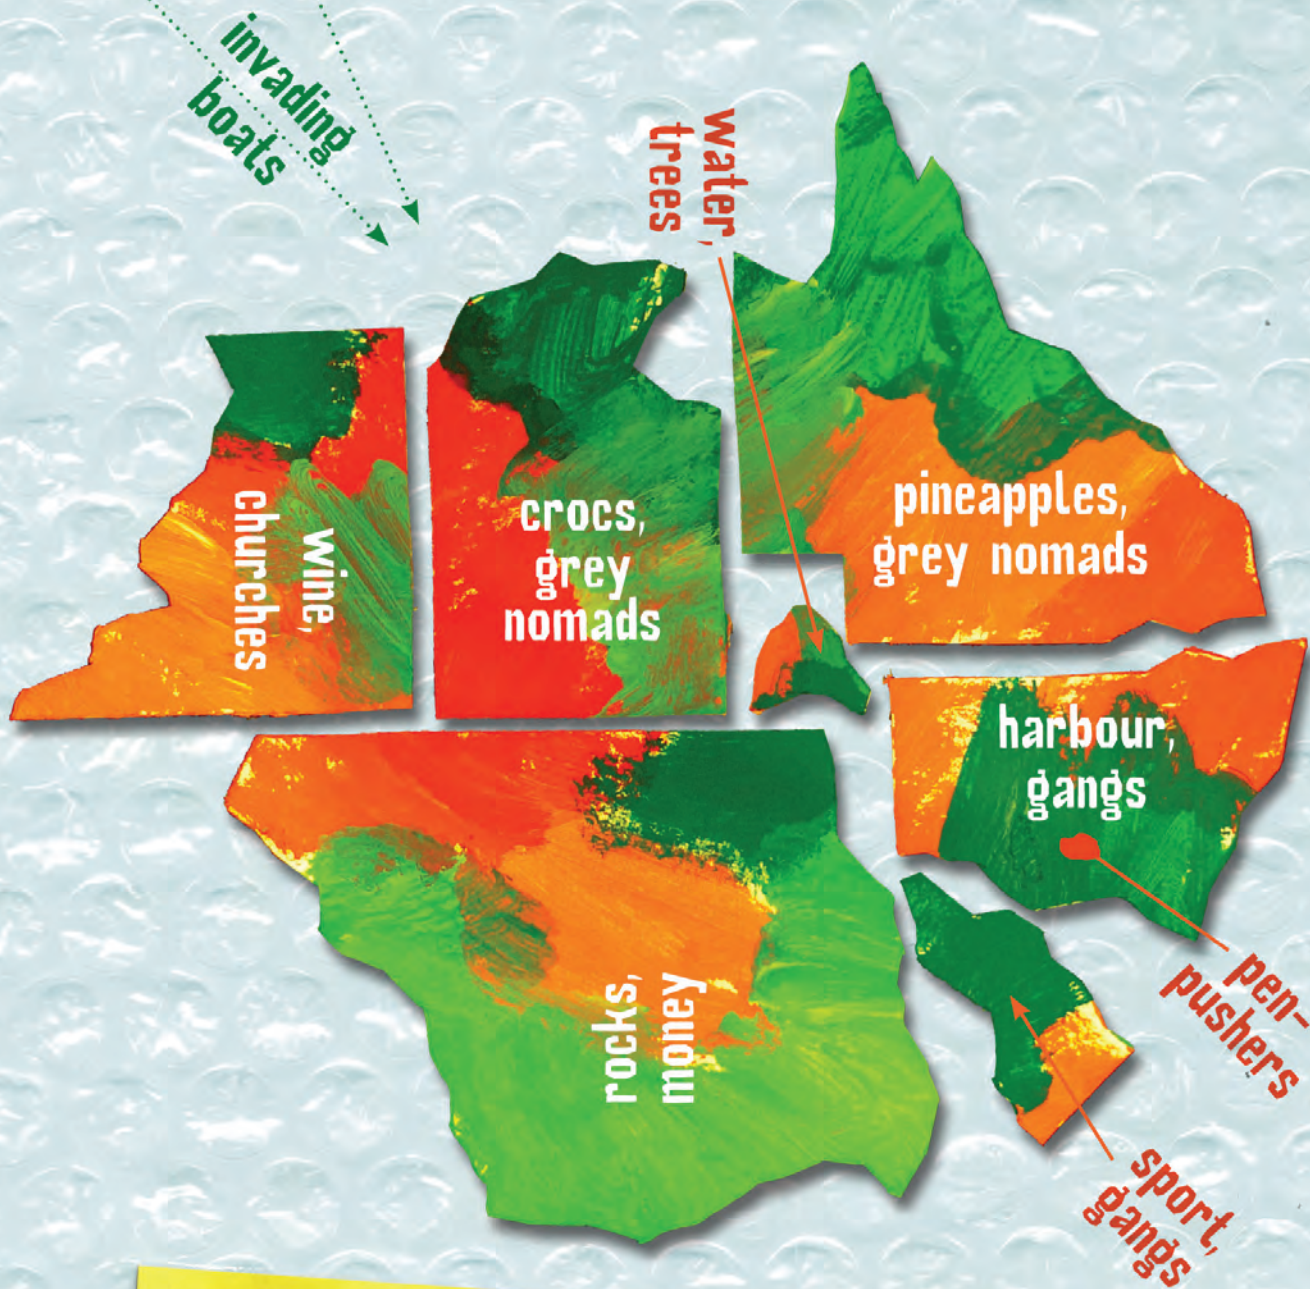 invading
boats
water,
trees
pineapples,
grey nomads
crocs,
grey
nomads
wine,
churches
harbour,
gangs
rocks,
money
pen-
pushers
sport,
gangs